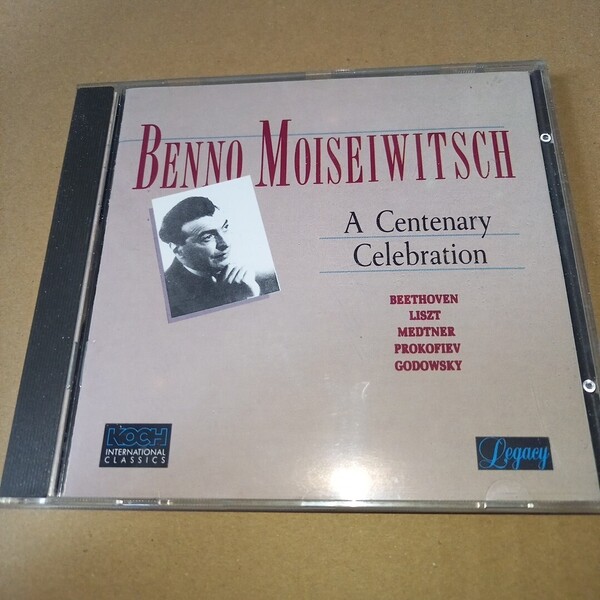 BENNO MOISEIWITSCH
A Centenary
Celebration
BEETHOVEN
LISZT
MEDTNER
PROKOFIEV
GODOWSKY
KOCH
INTERNATIONAL
CLASSICS
Legacy